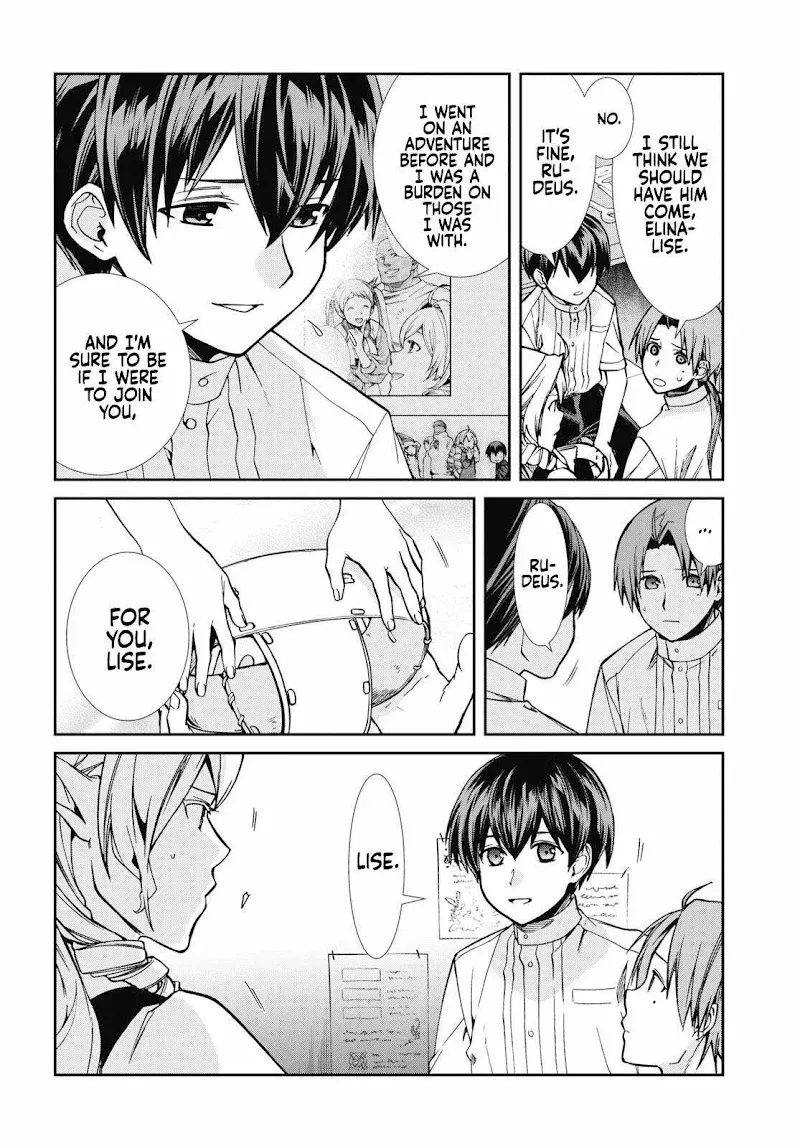 I STILL
THINK WE
SHOULD
HAVE HIM
COME,
ELINA-
LISE.
NO.
IT'S
FINE,
RU-
DEUS.
I WENT
ON AN
ADVENTURE
BEFORE AND
I WAS A
BURDEN ON
THOSE
I WAS
WITH.
AND I'M
SURE TO BE
IF I WERE
TO JOIN
YOU,
...
RU-
DEUS.
FOR
YOU,
LISE.
LISE.